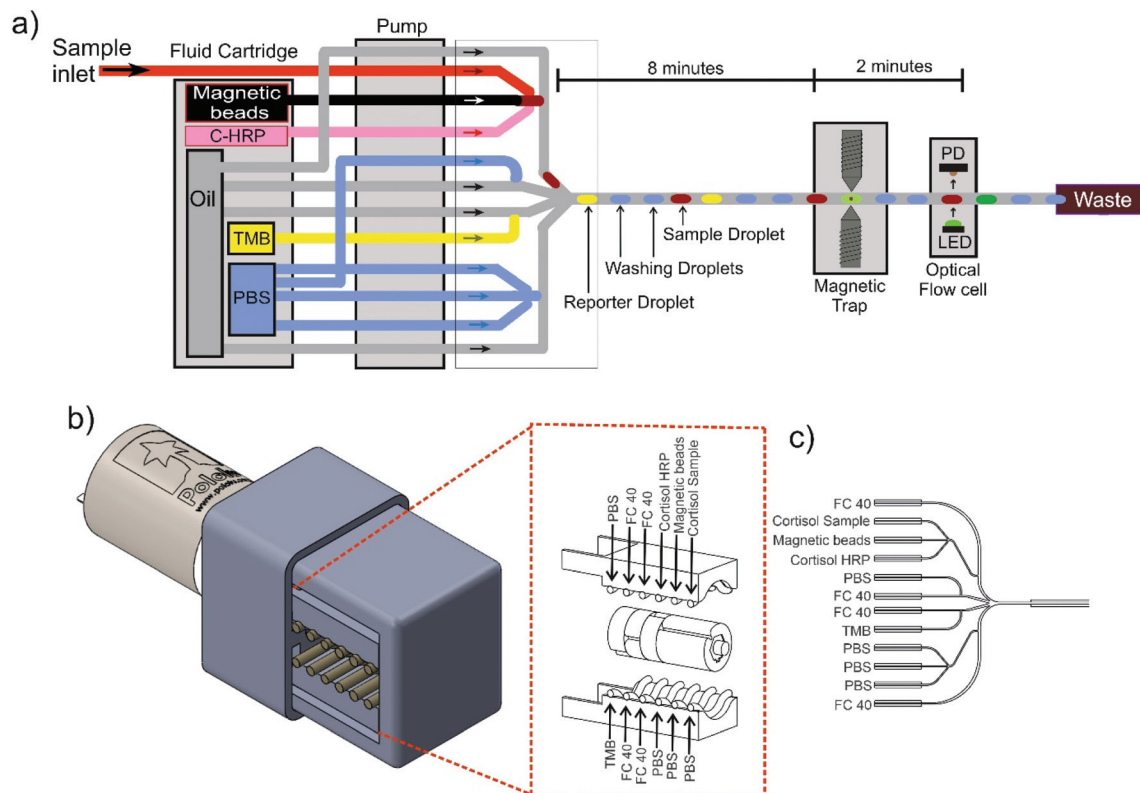 a)
Sample
inlet
Fluid Cartridge
Pump
Magnetic
beads
C-HRP
Oil
TMB
PBS
8 minutes
2 minutes
Reporter Droplet
Washing Droplets
Sample Droplet
Magnetic
Trap
PD
LED
Optical
Flow cell
Waste
b)
www.pololu.com
PBS
FC 40
FC 40
Cortisol HRP
Magnetic beads
Cortisol Sample
TMB
FC 40
FC 40
PBS
PBS
PBS
c)
FC 40
Cortisol Sample
Magnetic beads
Cortisol HRP
PBS
FC 40
FC 40
TMB
PBS
PBS
PBS
FC 40